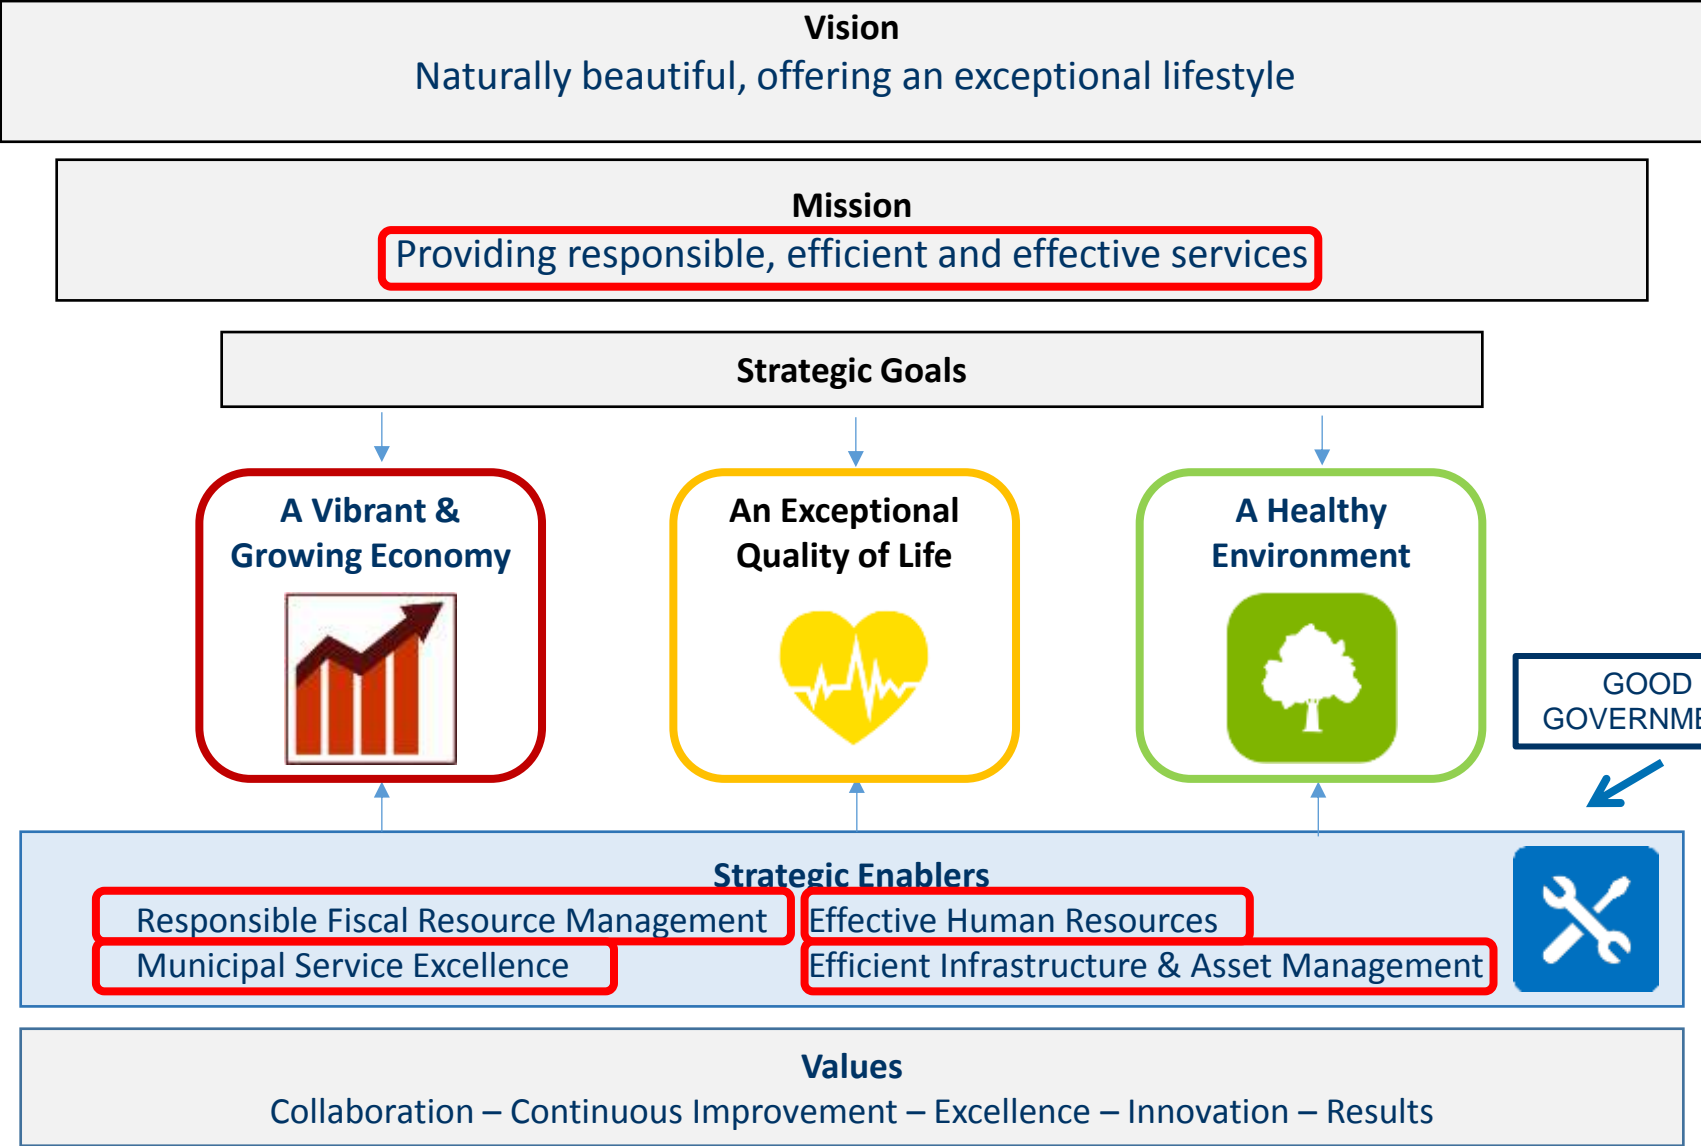 Vision
Naturally beautiful, offering an exceptional lifestyle
Mission
Providing responsible, efficient and effective services
Strategic Goals
A Vibrant &
Growing Economy
An Exceptional
Quality of Life
A Healthy
Environment
GOOD
Strategic Enablers
Responsible Fiscal Resource Management
Effective Human Resources
Municipal Service Excellence
Efficient Infrastructure & Asset Management
Values
Collaboration – Continuous Improvement – Excellence – Innovation – Results